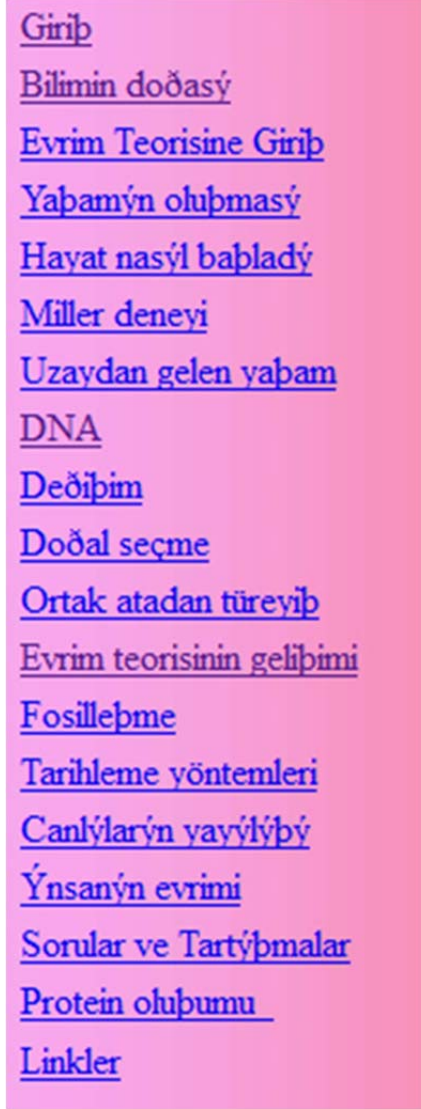 Giriþ
Bilimin doðasý
Evrim Teorisine Giriþ
Yaþamýn oluþmasý
Hayat nasýl baþladý
Miller deneyi
Uzaydan gelen yaþam
DNA
Deðiþim
Doðal seçme
Ortak atadan türeyiþ
Evrim teorisinin geliþimi
Fosilleþme
Tarihleme yöntemleri
Canlýlarýn yayýlýþý
Ýnsanýn evrimi
Sorular ve Tartýþmalar
Protein oluþumu
Linkler